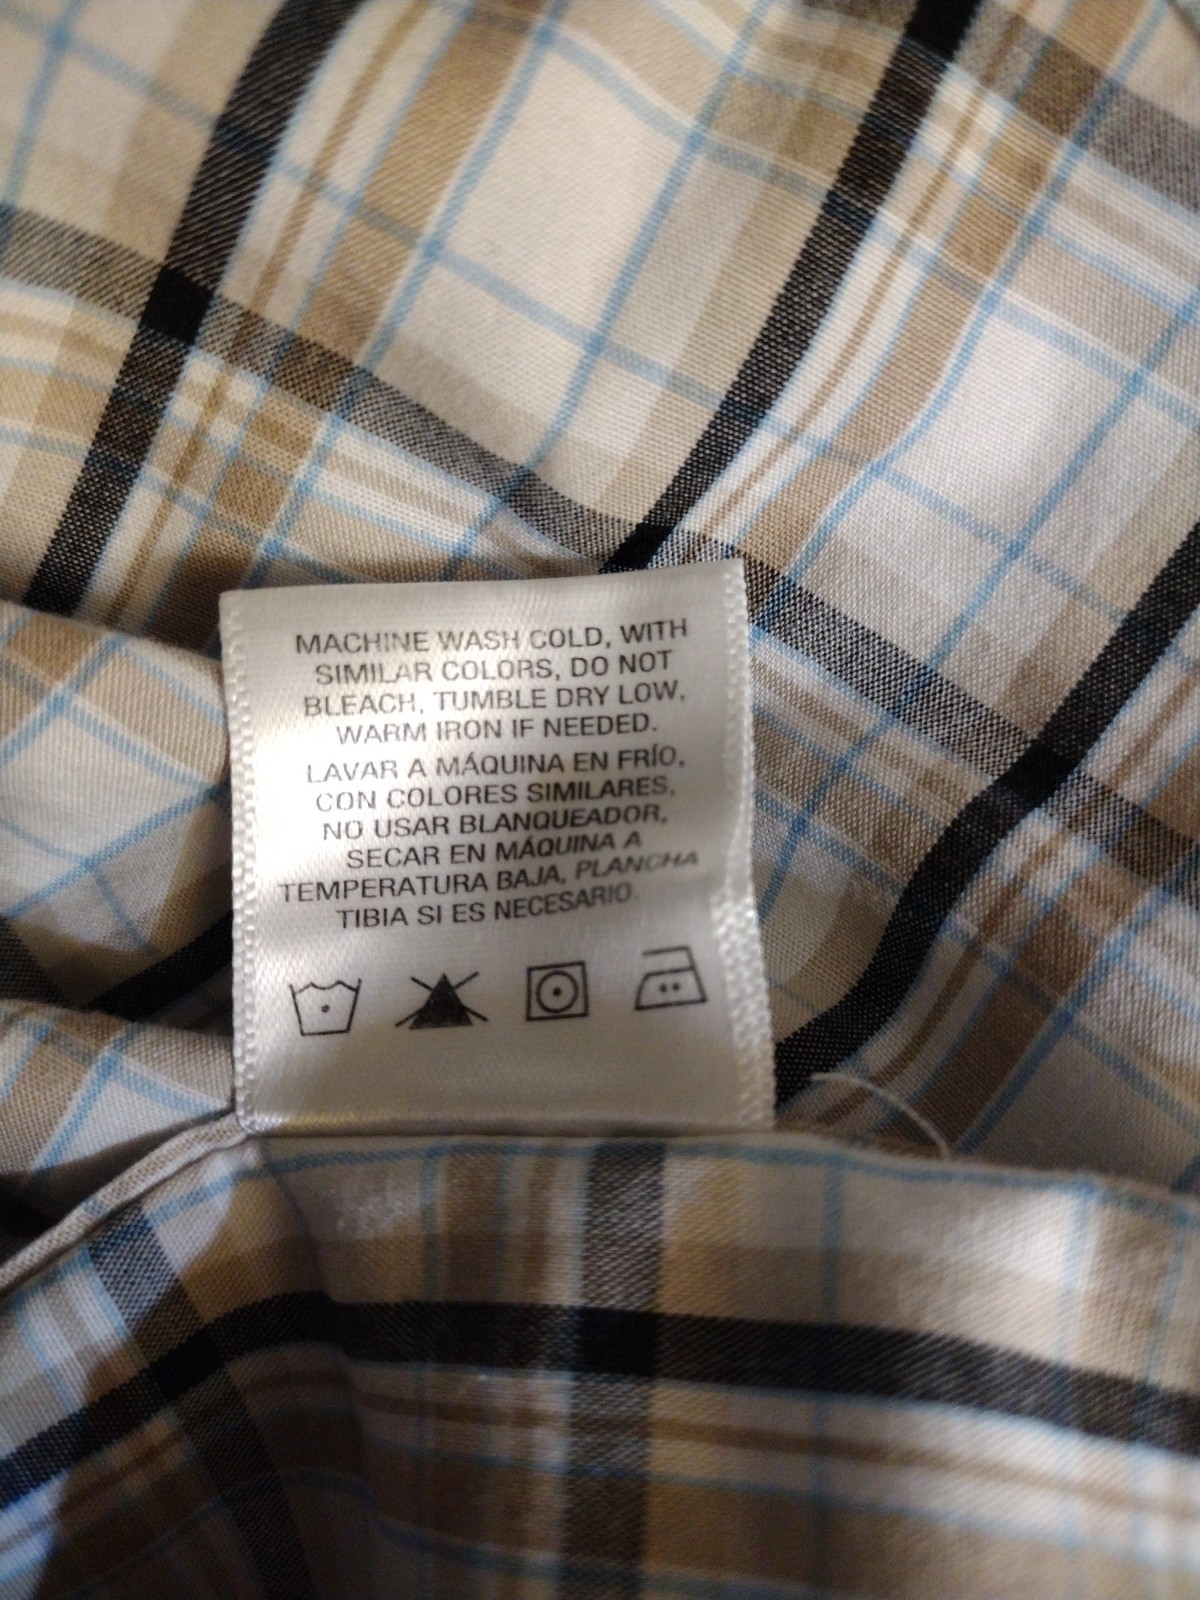 MACHINE WASH COLD, WITH
SIMILAR COLORS, DO NOT
BLEACH, TUMBLE DRY LOW,
WARM IRON IF NEEDED.
LAVAR A MÁQUINA EN FRÍO,
CON COLORES SIMILARES,
NO USAR BLANQUEADOR,
SECAR EN MÁQUINA A
TEMPERATURA BAJA, PLANCHA
TIBIA SI ES NECESARIO.